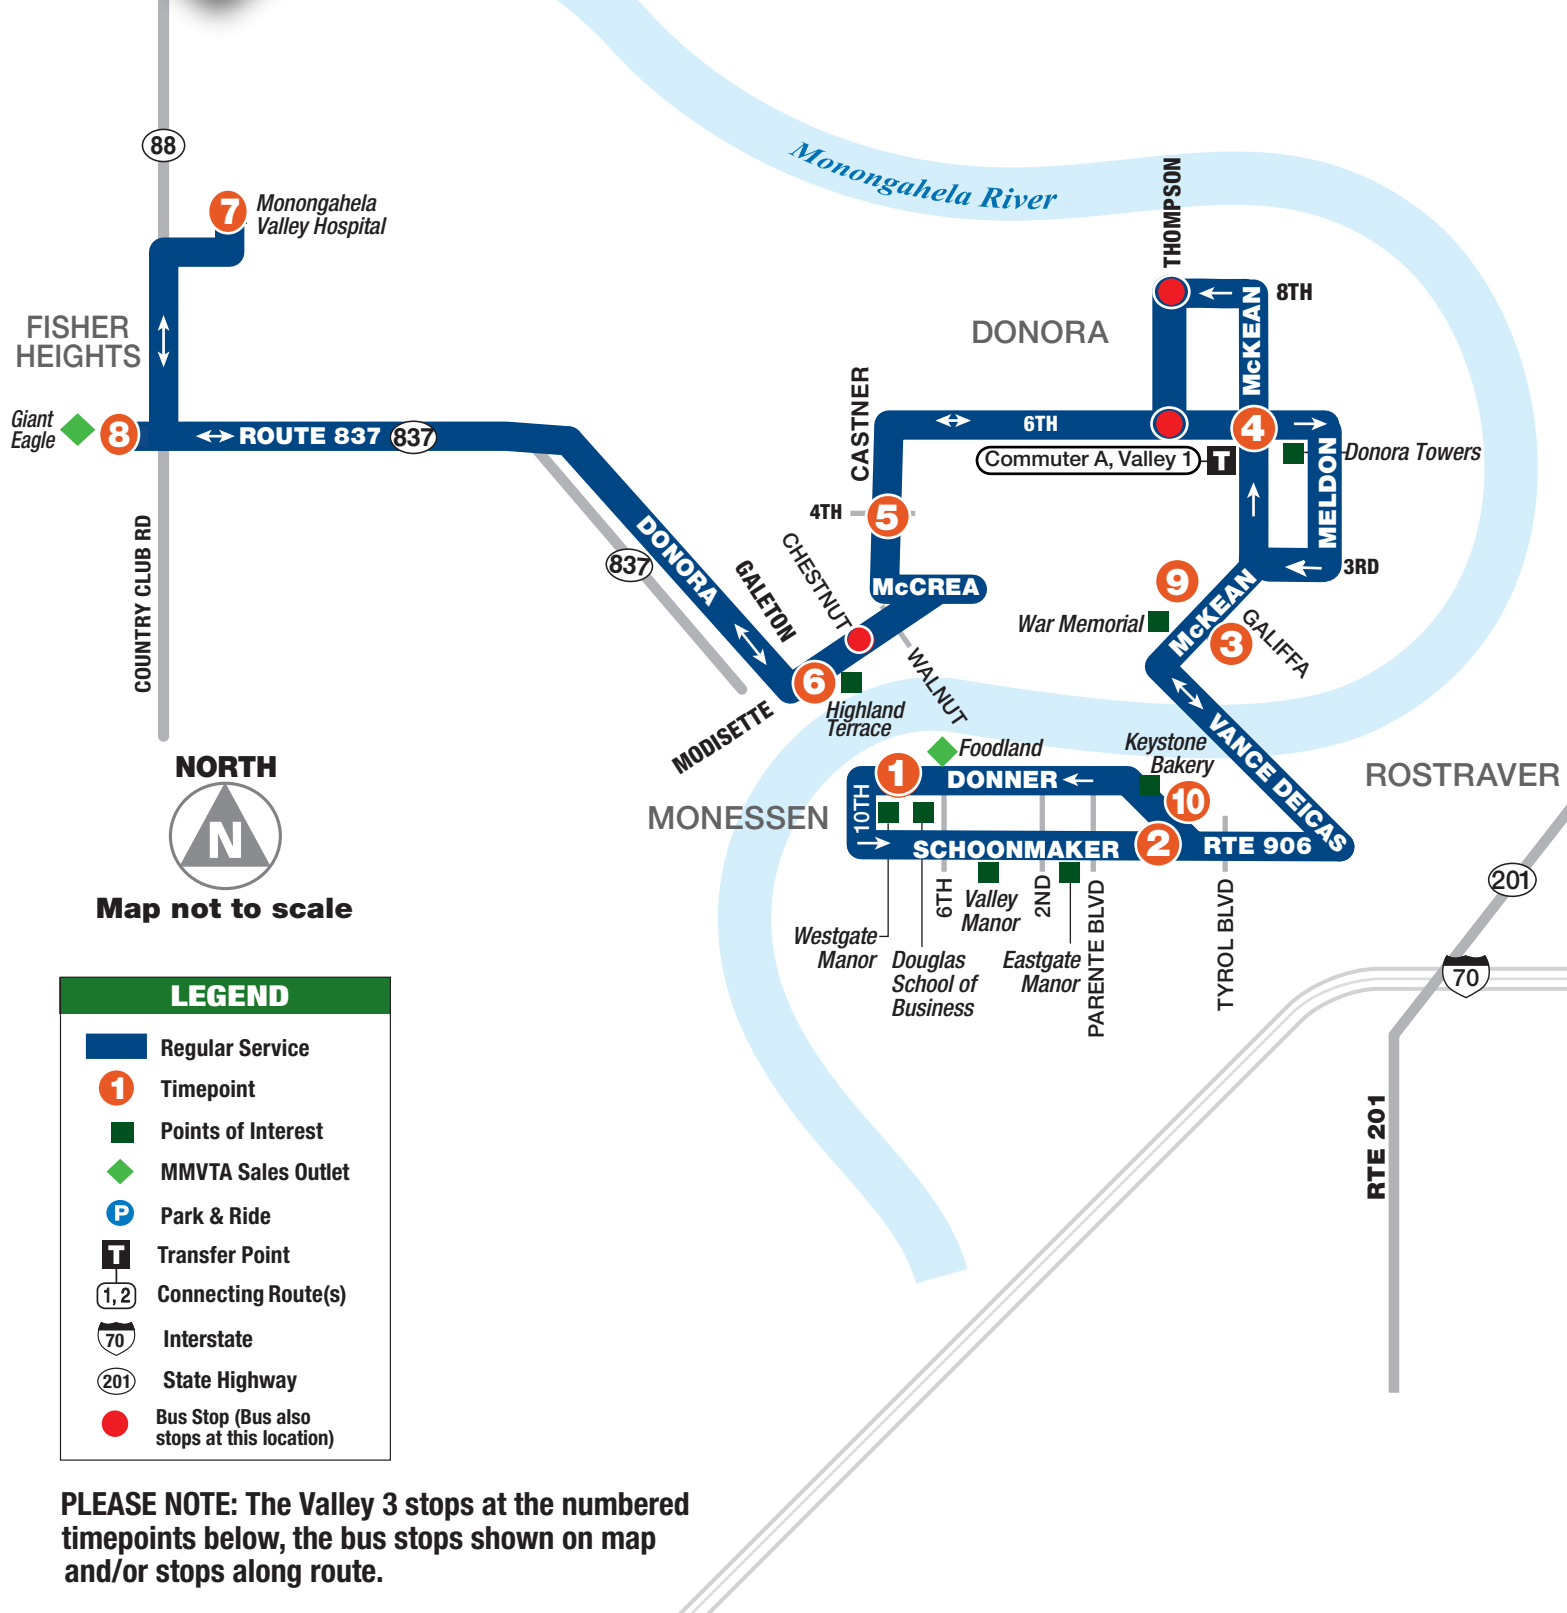 88
7
Monongahela
Valley Hospital
Monongahela River
THOMPSON
FISHER
HEIGHTS
DONORA
McKEAN
8TH
Giant
Eagle
8
ROUTE 837
837
CASTNER
6TH
4
Commuter A, Valley 1
T
MELDON
Donora Towers
4TH
5
COUNTRY CLUB RD
837
DONORA
GALETON
CHESTNUT
McCREA
3RD
9
War Memorial
McKEAN
3
GALIFFA
6
Highland
Terrace
WALNUT
MODISETTE
VANCE DEICAS
NORTH
N
Map not to scale
Foodland
Keystone
Bakery
ROSTRAVER
MONESSEN
1
DONNER
10
10TH
SCHOONMAKER
2
RTE 906
201
6TH
Valley
Manor
2ND
PARENTE BLVD
TYROL BLVD
Westgate
Manor
Douglas
School of
Business
Eastgate
Manor
70
RTE 201
LEGEND
Regular Service
1
Timepoint
Points of Interest
MMVTA Sales Outlet
P
Park & Ride
T
Transfer Point
1, 2
Connecting Route(s)
70
Interstate
201
State Highway
Bus Stop (Bus also
stops at this location)
PLEASE NOTE: The Valley 3 stops at the numbered
timepoints below, the bus stops shown on map
and/or stops along route.